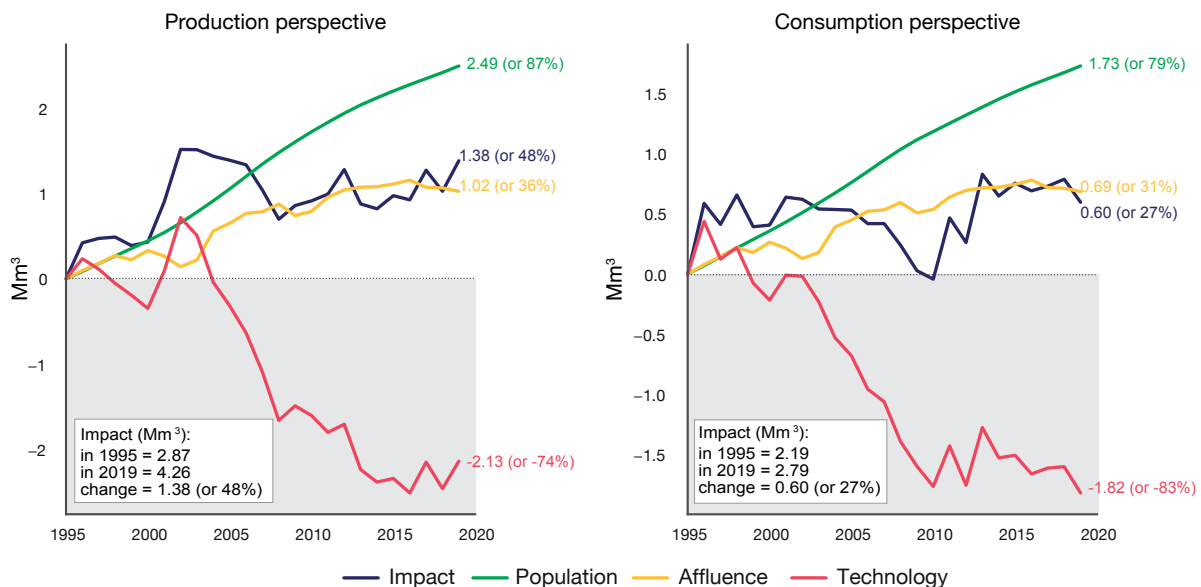 Production perspective
Mm³
2
1
0
−1
−2
2.49 (or 87%)
1.38 (or 48%)
1.02 (or 36%)
-2.13 (or -74%)
Impact (Mm³):
in 1995 = 2.87
in 2019 = 4.26
change = 1.38 (or 48%)
1995 2000 2005 2010 2015 2020
Consumption perspective
Mm³
1.5
1.0
0.5
0.0
−0.5
−1.0
−1.5
1.73 (or 79%)
0.69 (or 31%)
0.60 (or 27%)
-1.82 (or -83%)
Impact (Mm³):
in 1995 = 2.19
in 2019 = 2.79
change = 0.60 (or 27%)
1995 2000 2005 2010 2015 2020
Impact Population Affluence Technology